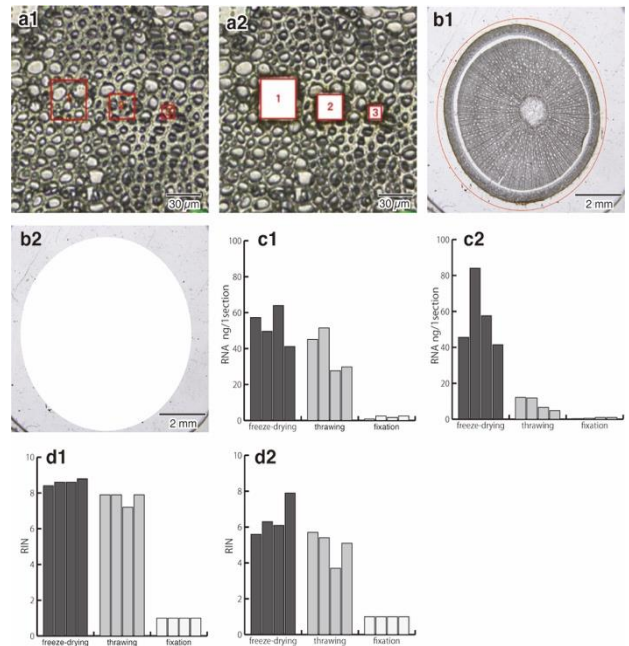 a1
1
2
3
30 µm
a2
1
2
3
30 µm
b1
2 mm
b2
2 mm
c1
RNA ng/1section
100
80
60
40
20
0
freeze-drying
thrawing
fixation
c2
RNA ng/1section
100
80
60
40
20
0
freeze-drying
thrawing
fixation
d1
RIN
10
8
6
4
2
0
freeze-drying
thrawing
fixation
d2
RIN
10
8
6
4
2
0
freeze-drying
thrawing
fixation